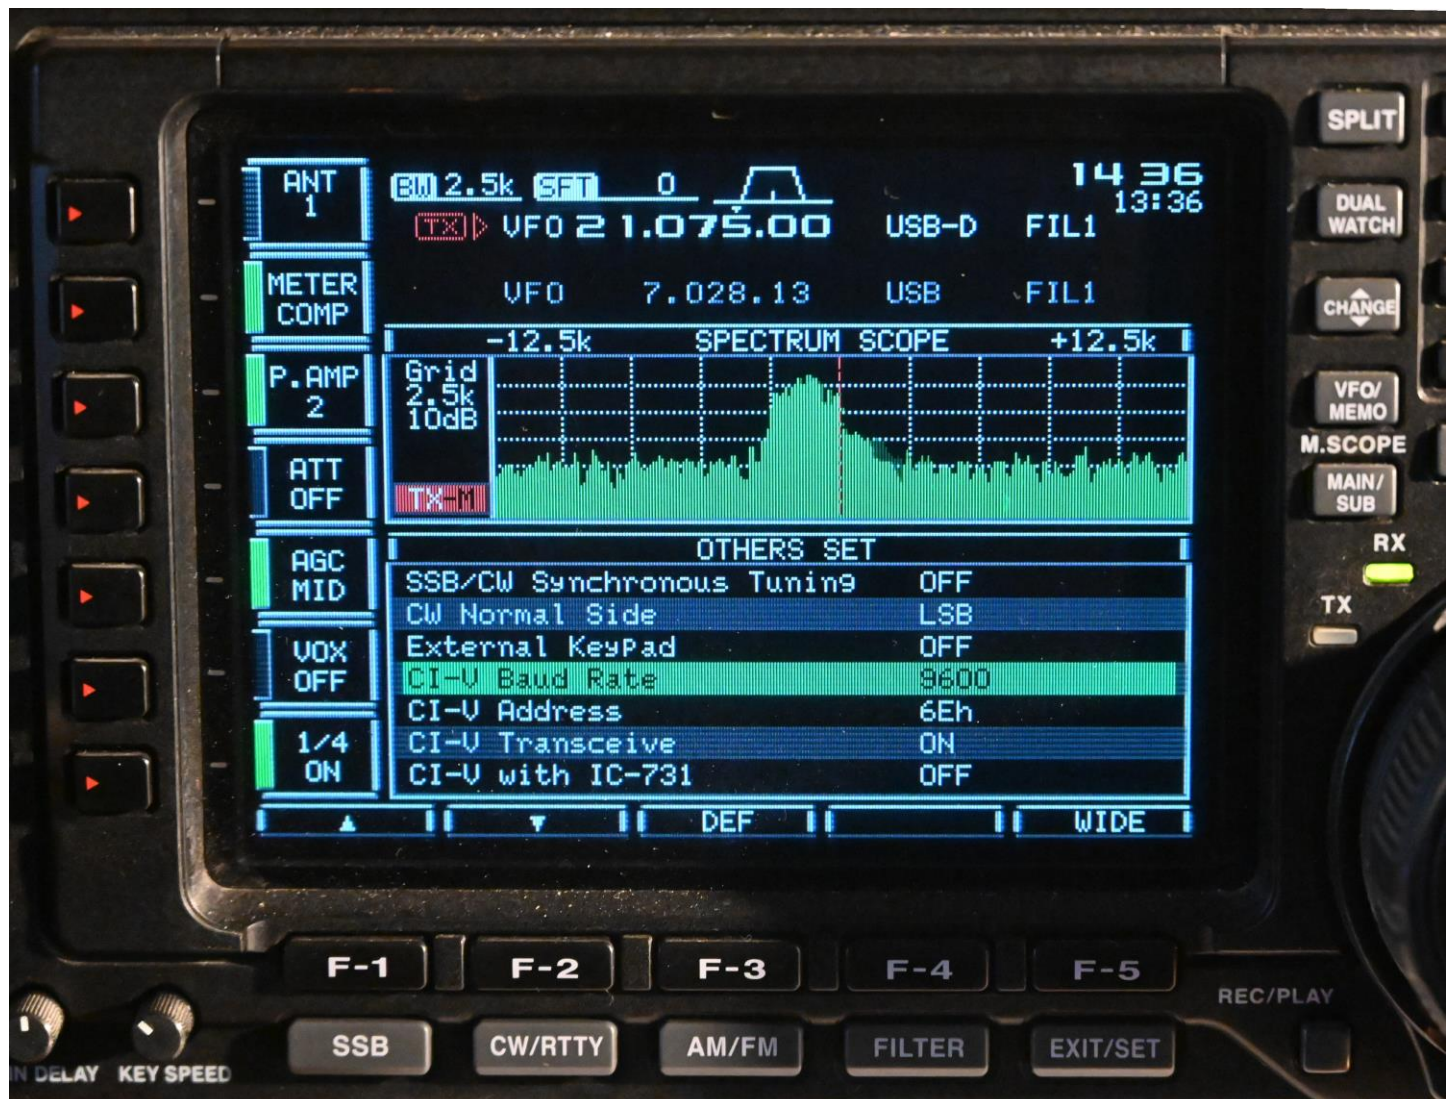 SPLIT
ANT
1
BW 2.5k SFT 0
14 36
13:36
DUAL
WATCH
TX VFO 21.075.00 USB-D FIL1
METER
COMP
VFO 7.028.13 USB FIL1
CHANGE
-12.5k SPECTRUM SCOPE +12.5k
P.AMP
2
Grid
2.5k
10dB
VFO/
MEMO
M.SCOPE
ATT
OFF
TX-M
MAIN/
SUB
OTHERS SET
RX
AGC
MID
SSB/CW Synchronous Tuning OFF
CW Normal Side LSB
TX
VOX
OFF
External KeyPad OFF
CI-V Baud Rate 9600
CI-V Address 6Eh
1/4
ON
CI-V Transceive ON
CI-V with IC-731 OFF
DEF WIDE
F-1 F-2 F-3 F-4 F-5
REC/PLAY
SSB CW/RTTY AM/FM FILTER EXIT/SET
IN DELAY KEY SPEED